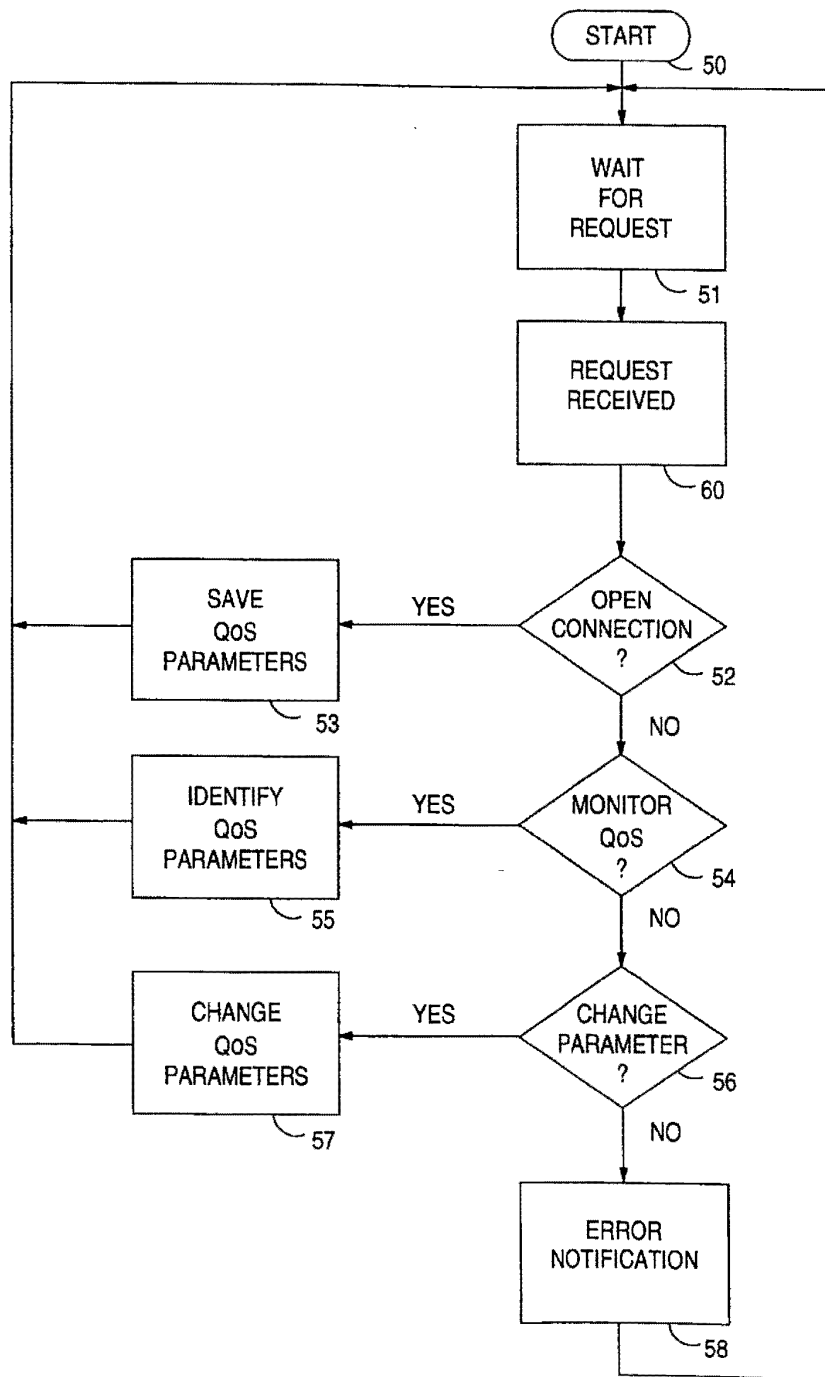 START
50
WAIT
FOR
REQUEST
51
REQUEST
RECEIVED
60
OPEN
CONNECTION
?
52
YES
SAVE
QoS
PARAMETERS
53
NO
MONITOR
QoS
?
54
YES
IDENTIFY
QoS
PARAMETERS
55
NO
CHANGE
PARAMETER
?
56
YES
CHANGE
QoS
PARAMETERS
57
NO
ERROR
NOTIFICATION
58